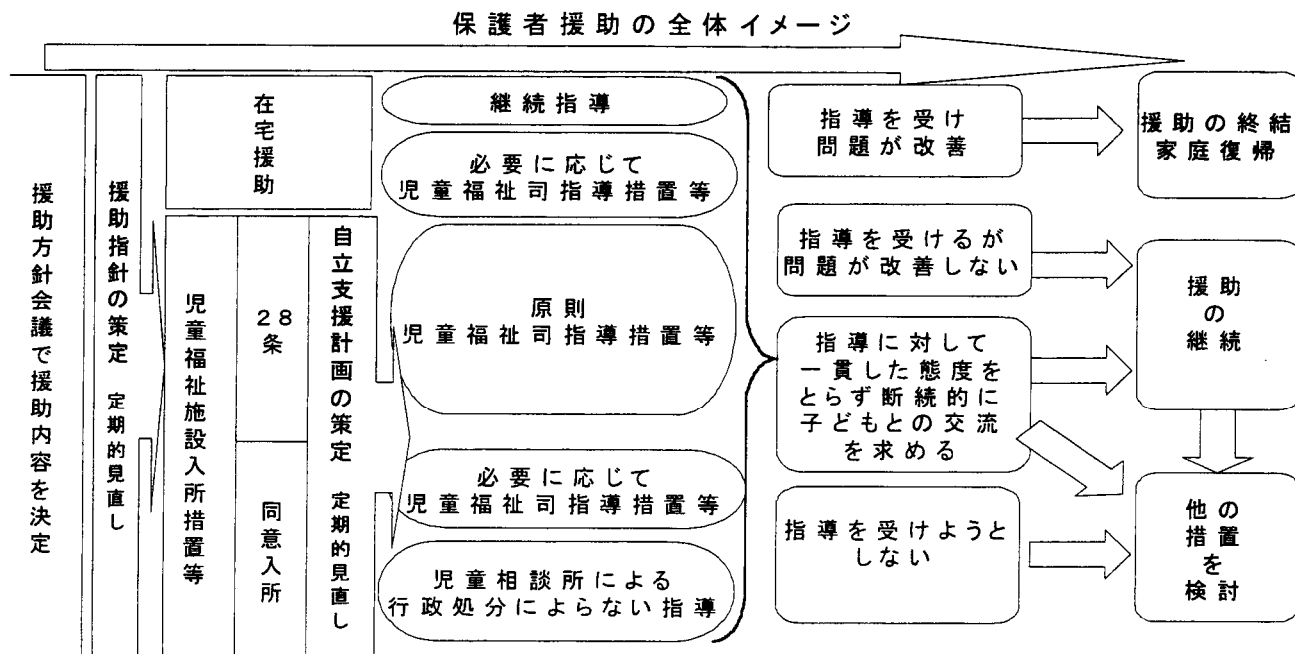 保護者援助の全体イメージ
援助方針会議で援助内容を決定
援助指針の策定 定期的見直し
在宅援助
児童福祉施設入所措置等
28条
同意入所
自立支援計画の策定 定期的見直し
継続指導
必要に応じて
児童福祉司指導措置等
原則
児童福祉司指導措置等
必要に応じて
児童福祉司指導措置等
児童相談所による
行政処分によらない指導
指導を受け
問題が改善
指導を受けるが
問題が改善しない
指導に対して
一貫した態度を
とらず断続的に
子どもとの交流
を求める
指導を受けようと
しない
援助の終結
家庭復帰
援助
の
継続
他の
措置
を
検討